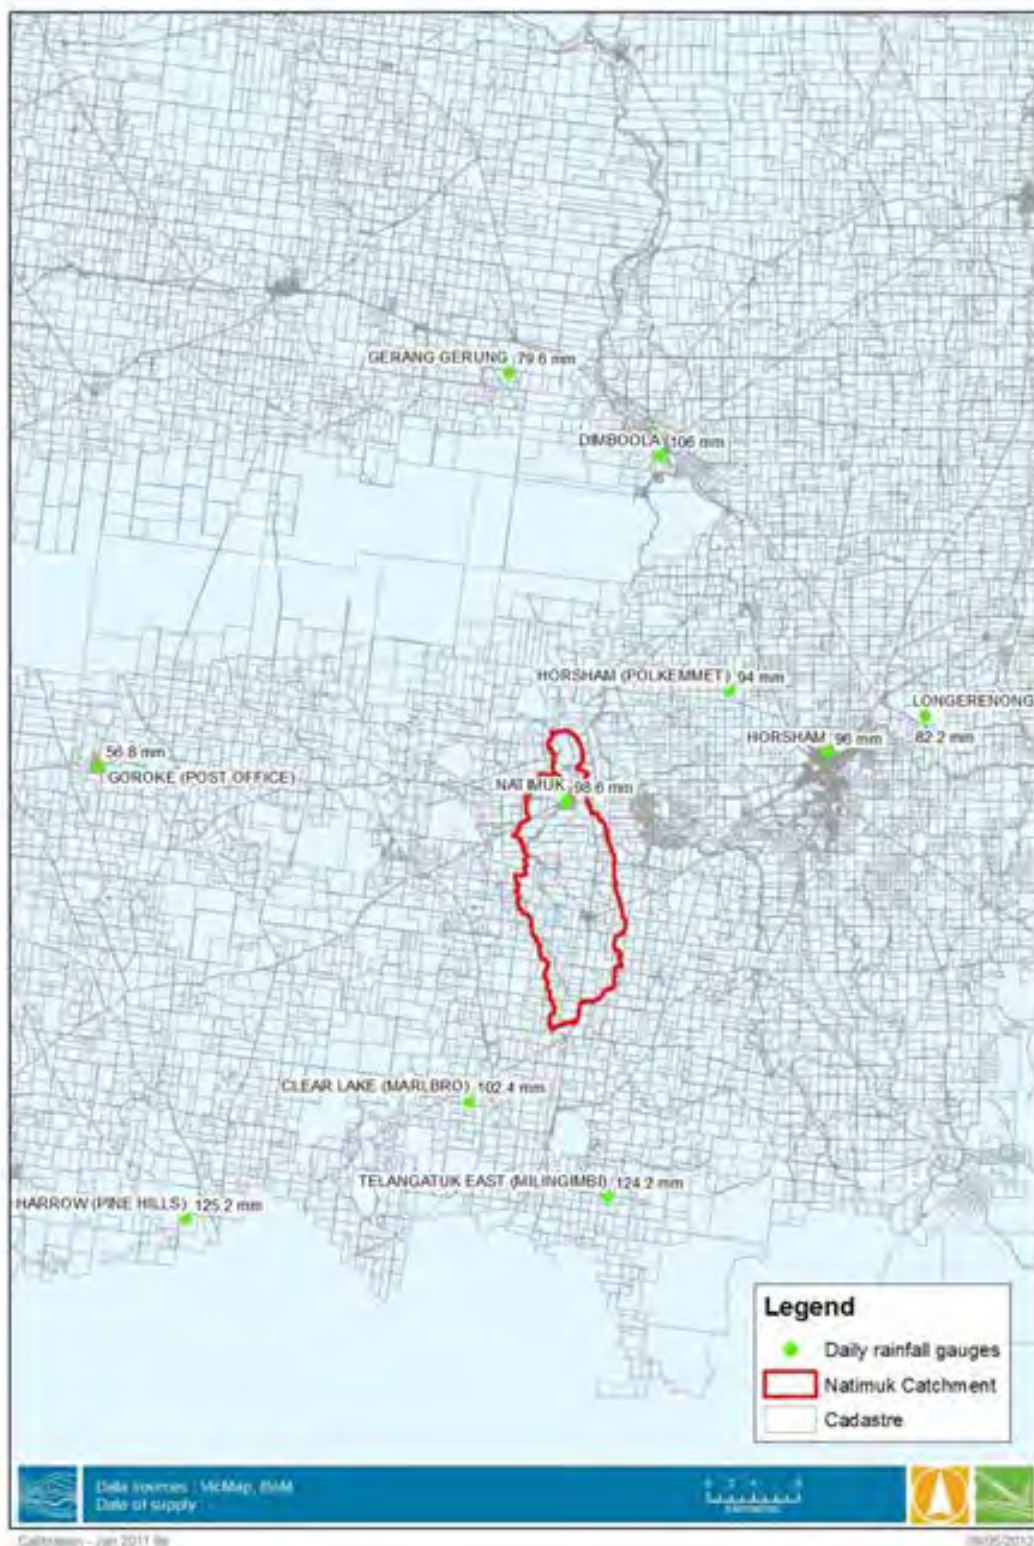 GERANG GERUNG 79.6 mm
DIMBOOLA 106 mm
HORSHAM (POLKEMMET) 94 mm
LONGERENONG
82.2 mm
HORSHAM 96 mm
56.8 mm
GOROKE (POST OFFICE)
NATIMUK 98.6 mm
CLEAR LAKE (MARLBRO) 102.4 mm
TELANGATUK EAST (MILINGIMBI) 124.2 mm
HARROW (PINE HILLS) 125.2 mm
Legend
Daily rainfall gauges
Natimuk Catchment
Cadastre
Data sources : VicMap, BoM
Date of supply
Calibration - Jan 2011